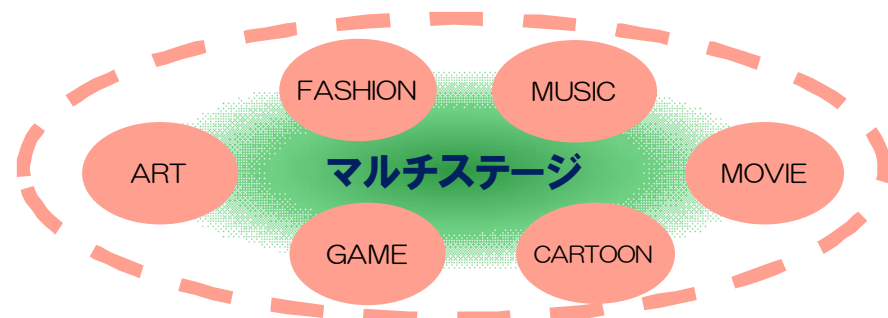 FASHION
MUSIC
ART
マルチステージ
MOVIE
GAME
CARTOON